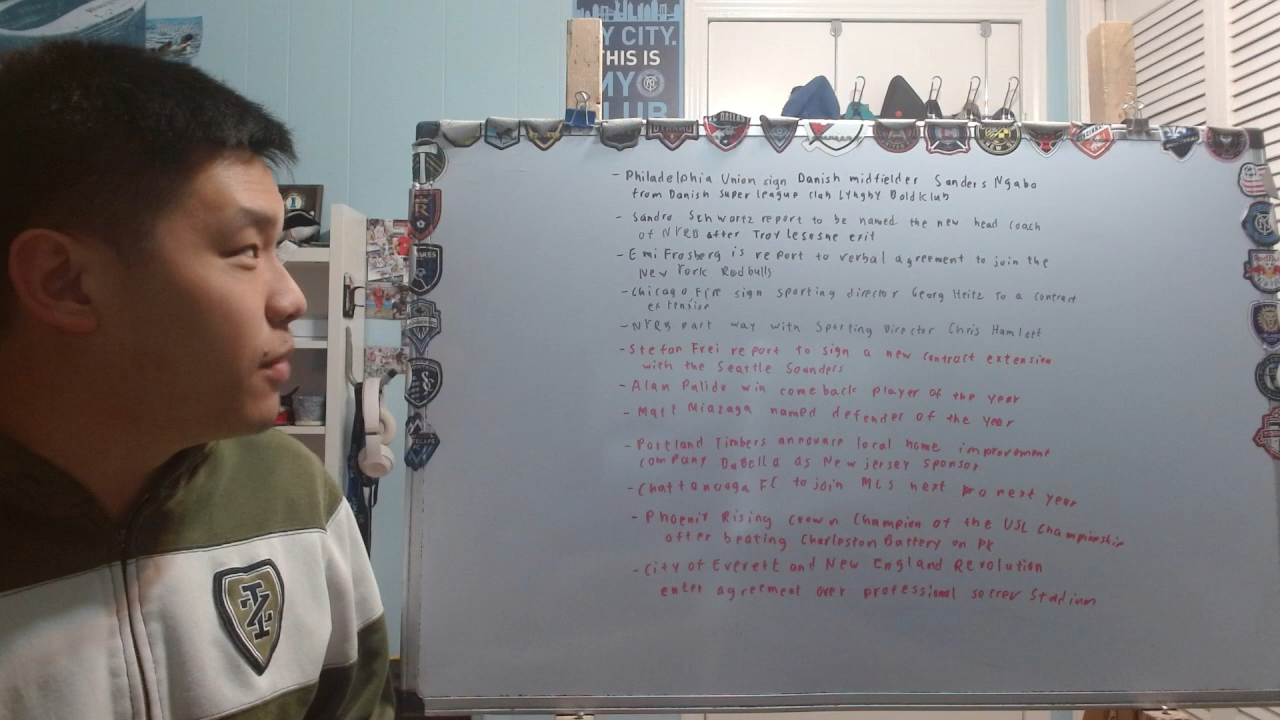 Y CITY.
THIS IS
MY
CLUB
DALLAS
- Philadelphia Union sign Danish midfielder Sanders Ngabo
from Danish Super League club Lyngby Boldklub
- Sandro Schwartz report to be named the new head coach
of NYRB after Troy Lesesne exit
- Emi Frosberg is report to verbal agreement to join the
New York Redbulls
- Chicago Fire sign sporting director Georg Heitz to a contract
extension
- NYRB part way with Sporting Director Chris Hamlett
- Stefan Frei report to sign a new contract extension
with the Seattle Sounders
- Alan Pulido win comeback player of the year
- Matt Miazaga named defender of the year
- Portland Timbers announce local home improvement
company DaBella as New jersey sponsor
- Chattanooga FC to join MLS next Pro next year
- Phoenix Rising crown Champion of the USL Championship
after beating Charleston Battery on PK
- City of Everett and New England Revolution
enter agreement over professional soccer Stadium